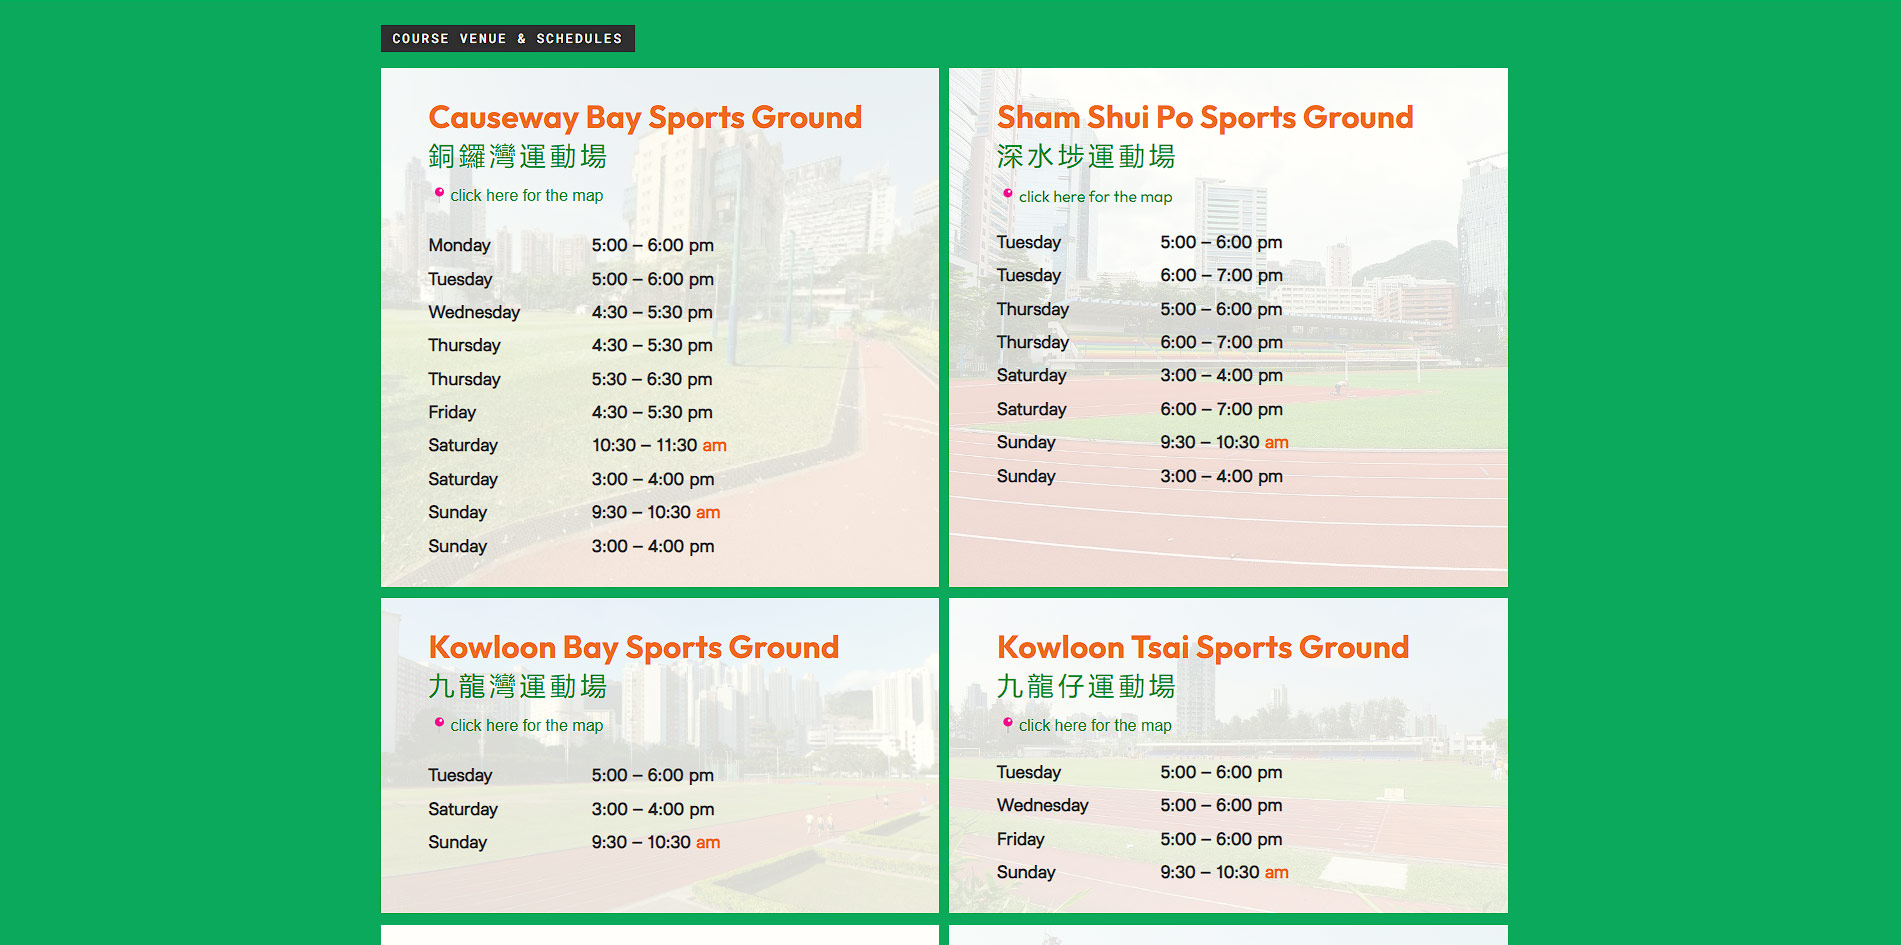 COURSE VENUE & SCHEDULES
Causeway Bay Sports Ground
銅鑼灣運動場
click here for the map
Monday 5:00 – 6:00 pm
Tuesday 5:00 – 6:00 pm
Wednesday 4:30 – 5:30 pm
Thursday 4:30 – 5:30 pm
Thursday 5:30 – 6:30 pm
Friday 4:30 – 5:30 pm
Saturday 10:30 – 11:30 am
Saturday 3:00 – 4:00 pm
Sunday 9:30 – 10:30 am
Sunday 3:00 – 4:00 pm
Sham Shui Po Sports Ground
深水埗運動場
click here for the map
Tuesday 5:00 – 6:00 pm
Tuesday 6:00 – 7:00 pm
Thursday 5:00 – 6:00 pm
Thursday 6:00 – 7:00 pm
Saturday 3:00 – 4:00 pm
Saturday 6:00 – 7:00 pm
Sunday 9:30 – 10:30 am
Sunday 3:00 – 4:00 pm
Kowloon Bay Sports Ground
九龍灣運動場
click here for the map
Tuesday 5:00 – 6:00 pm
Saturday 3:00 – 4:00 pm
Sunday 9:30 – 10:30 am
Kowloon Tsai Sports Ground
九龍仔運動場
click here for the map
Tuesday 5:00 – 6:00 pm
Wednesday 5:00 – 6:00 pm
Friday 5:00 – 6:00 pm
Sunday 9:30 – 10:30 am